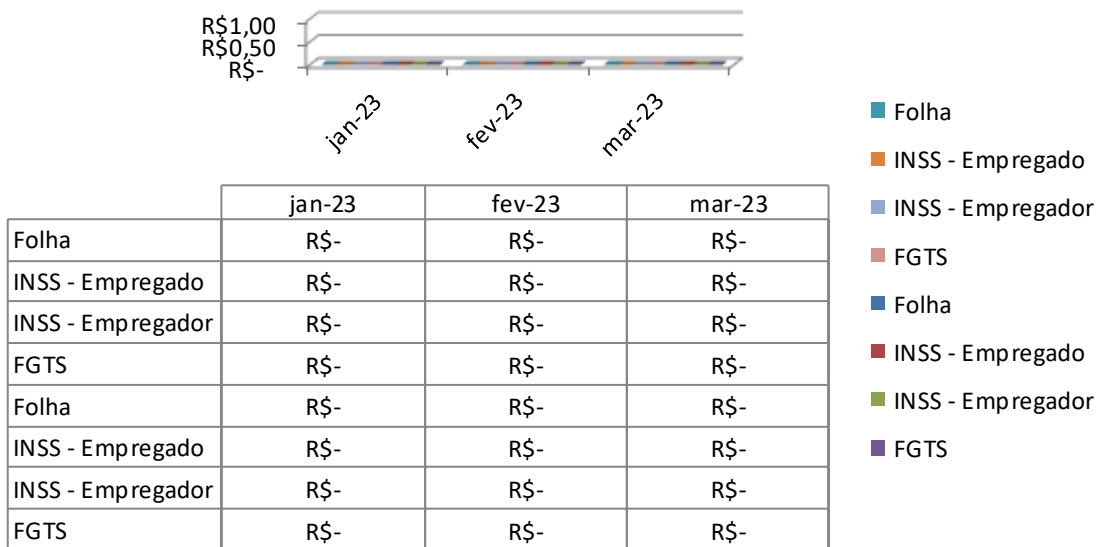 R$1,00
R$0,50
R$-
jan-23 fev-23 mar-23
Folha
INSS - Empregado
INSS - Empregador
FGTS
Folha
INSS - Empregado
INSS - Empregador
FGTS
jan-23 fev-23 mar-23
Folha R$- R$- R$-
INSS - Empregado R$- R$- R$-
INSS - Empregador R$- R$- R$-
FGTS R$- R$- R$-
Folha R$- R$- R$-
INSS - Empregado R$- R$- R$-
INSS - Empregador R$- R$- R$-
FGTS R$- R$- R$-